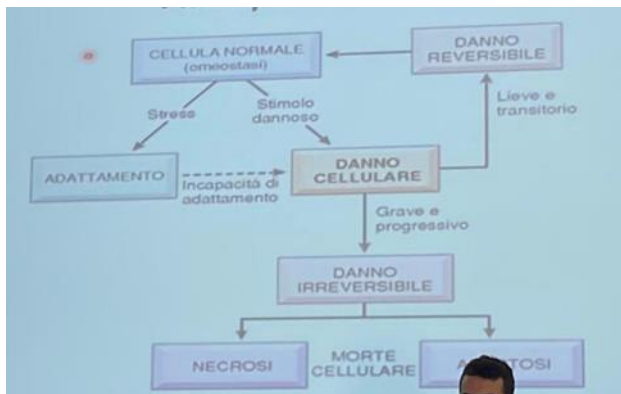 CELLULA NORMALE
(omeostasi)
DANNO
REVERSIBILE
Stress
Stimolo
dannoso
Lieve e
transitorio
ADATTAMENTO
Incapacità di
adattamento
DANNO
CELLULARE
Grave e
progressivo
DANNO
IRREVERSIBILE
NECROSI
MORTE
CELLULARE